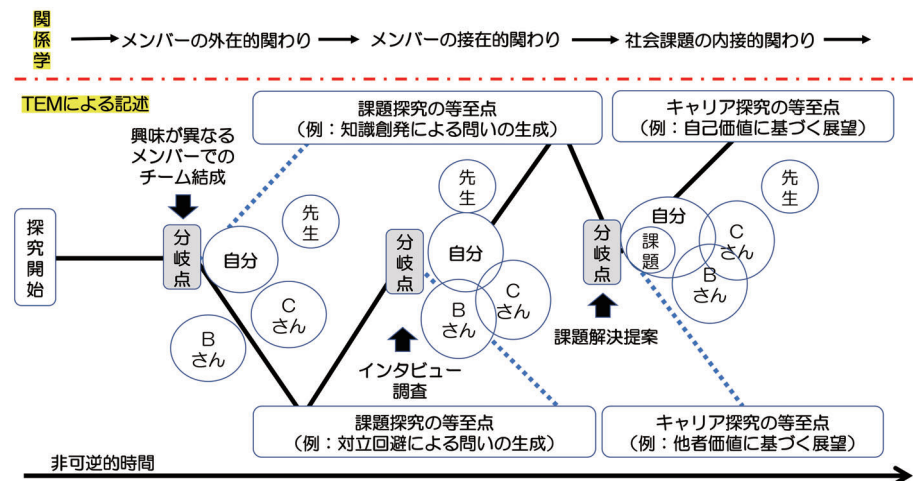 関係学
メンバーの外在的関わり
メンバーの接在的関わり
社会課題の内接的関わり
TEMによる記述
課題探究の等至点
(例：知識創発による問いの生成)
キャリア探究の等至点
(例：自己価値に基づく展望)
興味が異なる
メンバーでの
チーム結成
探究開始
分岐点
自分
先生
Cさん
Bさん
分岐点
自分
先生
Bさん
Cさん
インタビュー
調査
分岐点
自分
課題
先生
Cさん
Bさん
課題解決提案
課題探究の等至点
(例：対立回避による問いの生成)
キャリア探究の等至点
(例：他者価値に基づく展望)
非可逆的時間